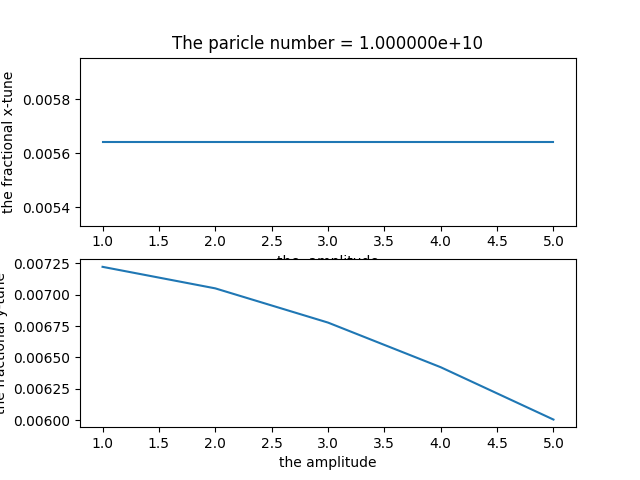 The paricle number = 1.000000e+10
the fractional x-tune
0.0058
0.0056
0.0054
1.0 1.5 2.0 2.5 3.0 3.5 4.0 4.5 5.0
the amplitude
the fractional y-tune
0.00725
0.00700
0.00675
0.00650
0.00625
0.00600
1.0 1.5 2.0 2.5 3.0 3.5 4.0 4.5 5.0
the amplitude